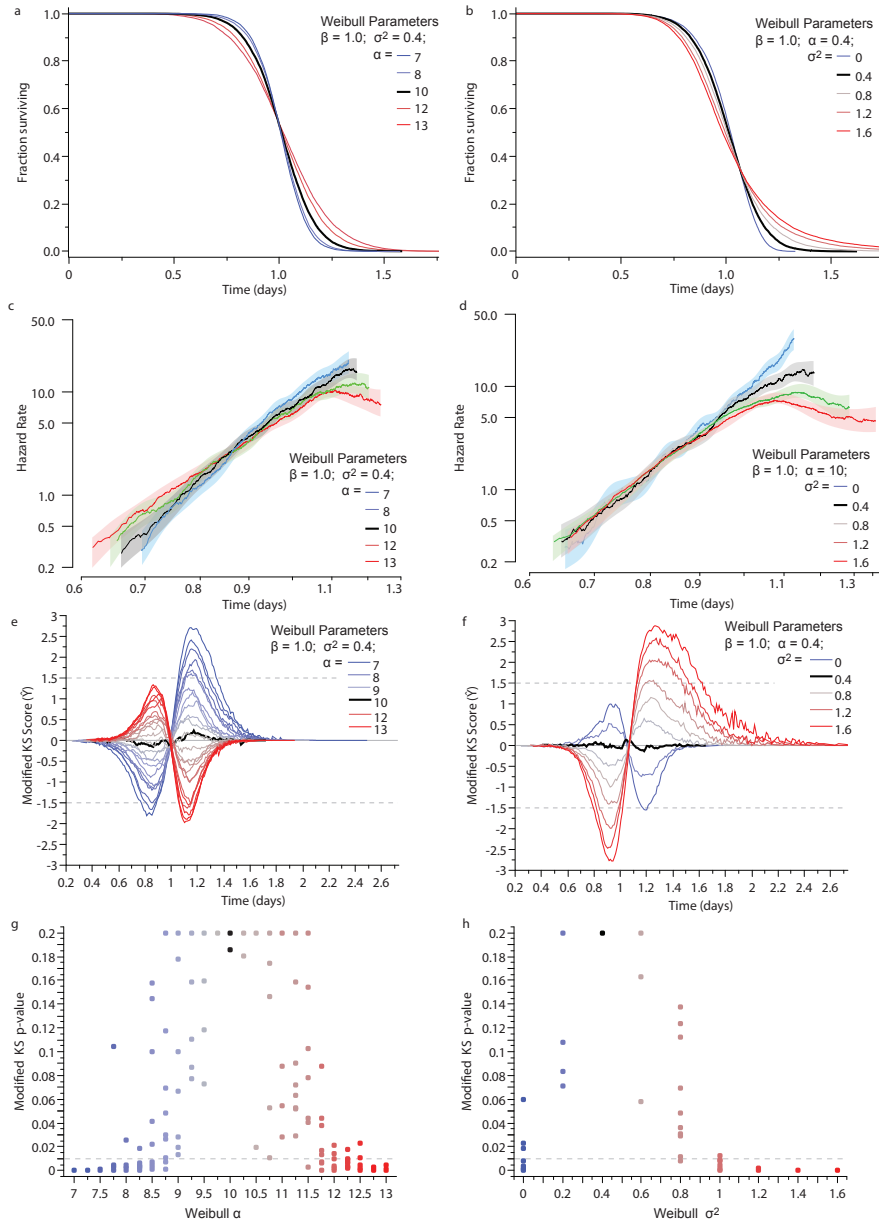 a
Weibull Parameters
β = 1.0; σ² = 0.4;
α =
7
8
10
12
13
Fraction surviving
1.0
0.8
0.6
0.4
0.2
0.0
0
0.5
1.0
1.5
Time (days)
b
Weibull Parameters
β = 1.0; α = 0.4;
σ² =
0
0.4
0.8
1.2
1.6
Fraction surviving
1.0
0.8
0.6
0.4
0.2
0.0
0
0.5
1.0
1.5
Time (days)
c
Hazard Rate
50.0
10.0
5.0
1.0
0.5
0.2
Weibull Parameters
β = 1.0; σ² = 0.4;
α =
7
8
10
12
13
0.6
0.7
0.8
0.9
1.1
1.3
Time (days)
d
Hazard Rate
50.0
10.0
5.0
1.0
0.5
0.2
Weibull Parameters
β = 1.0; α = 10;
σ² =
0
0.4
0.8
1.2
1.6
0.6
0.7
0.8
0.9
1.1
1.3
Time (days)
e
Weibull Parameters
β = 1.0; σ² = 0.4;
α =
7
8
9
10
12
13
Modified KS Score (Ŷ)
3
2.5
2
1.5
1
0.5
0
-0.5
-1
-1.5
-2
-2.5
-3
0.2 0.4 0.6 0.8 1 1.2 1.4 1.6 1.8 2.0 2.2 2.4 2.6
Time (days)
f
Weibull Parameters
β = 1.0; α = 0.4;
σ² =
0
0.4
0.8
1.2
1.6
Modified KS Score (Ŷ)
3
2.5
2
1.5
1
0.5
0
-0.5
-1
-1.5
-2
-2.5
-3
0.2 0.4 0.6 0.8 1 1.2 1.4 1.6 1.8 2.0 2.2 2.4 2.6
Time (days)
g
Modified KS p-value
0.2
0.18
0.16
0.14
0.12
0.1
0.08
0.06
0.04
0.02
0
7 7.5 8 8.5 9 9.5 10 10.5 11 11.5 12 12.5 13
Weibull α
h
Modified KS p-value
0.2
0.18
0.16
0.14
0.12
0.1
0.08
0.06
0.04
0.02
0
0 0.2 0.4 0.6 0.8 1.0 1.2 1.4 1.6
Weibull σ²